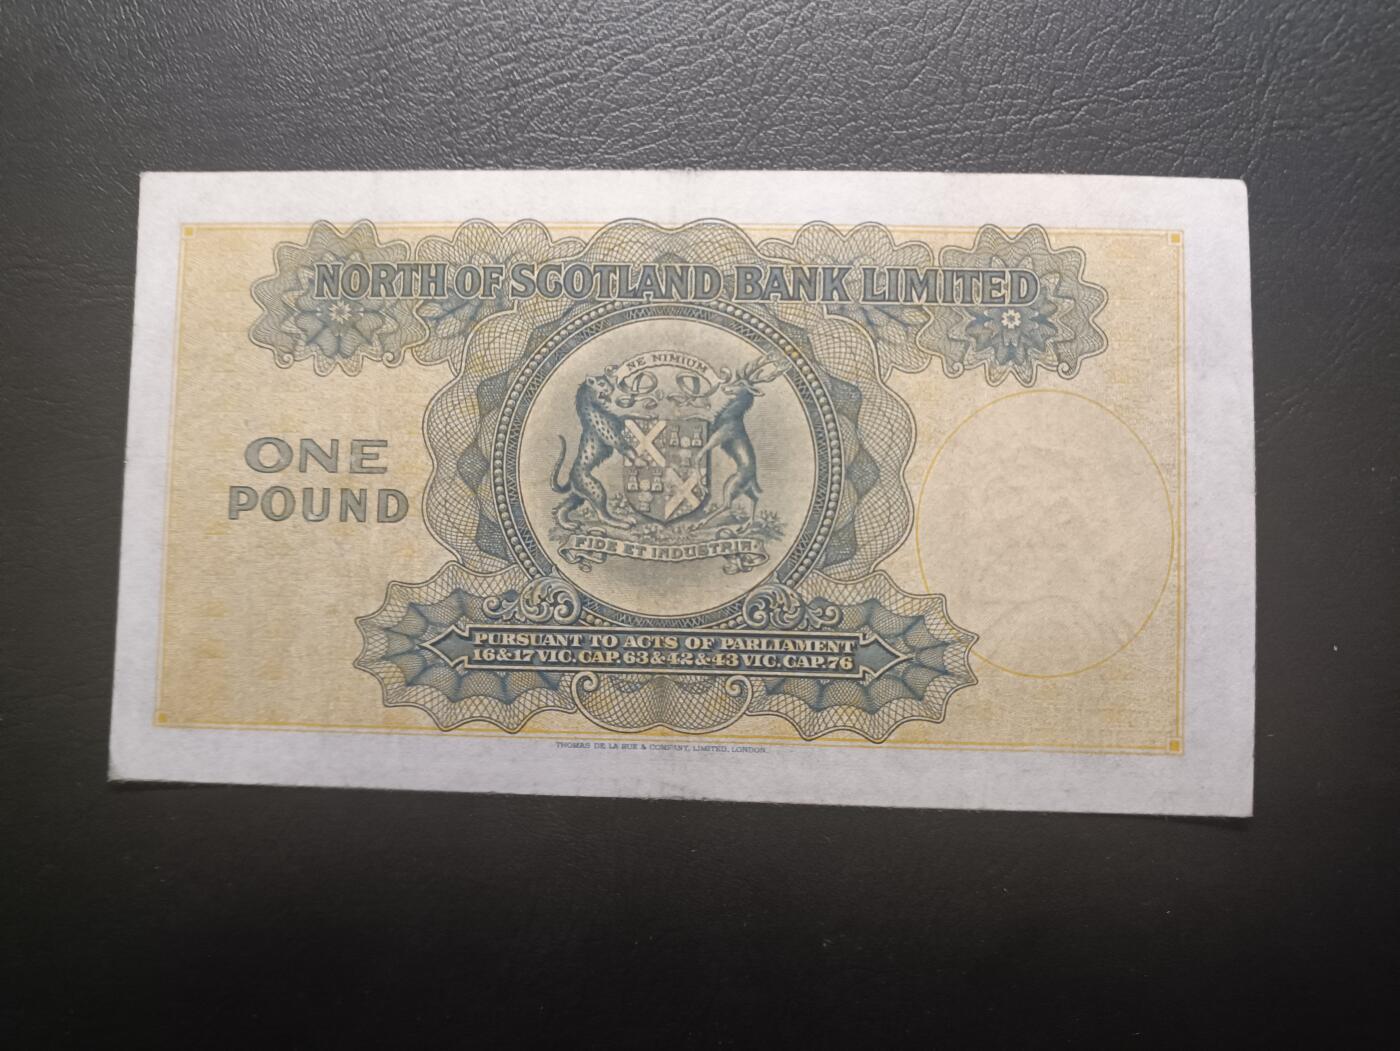 NORTH OF SCOTLAND BANK LIMITED
NE NIMIUM
ONE
POUND
FIDE ET INDUSTRIA
PURSUANT TO ACTS OF PARLIAMENT
16&17 VIC. CAP. 63 & 42 & 43 VIC. CAP. 76
THOMAS DE LA RUE & COMPANY, LIMITED, LONDON.